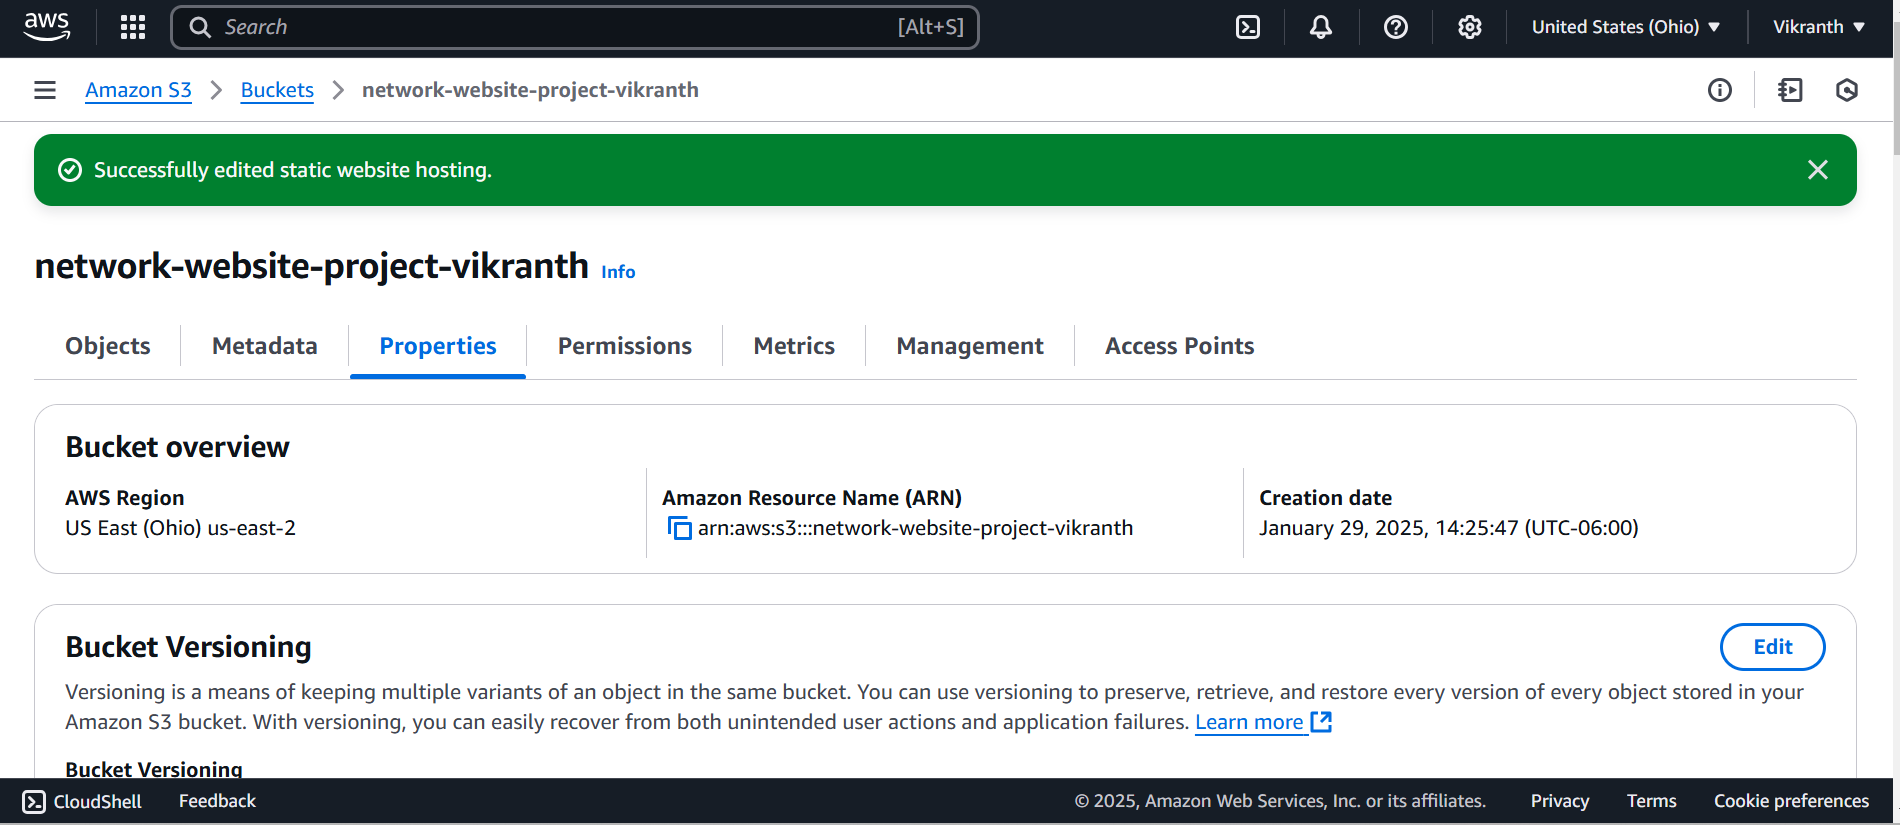 aws Search [Alt+S] United States (Ohio) Vikranth
Amazon S3 Buckets network-website-project-vikranth
Successfully edited static website hosting.
network-website-project-vikranth Info
Objects Metadata Properties Permissions Metrics Management Access Points
Bucket overview
AWS Region
US East (Ohio) us-east-2
Amazon Resource Name (ARN)
arn:aws:s3:::network-website-project-vikranth
Creation date
January 29, 2025, 14:25:47 (UTC-06:00)
Bucket Versioning
Edit
Versioning is a means of keeping multiple variants of an object in the same bucket. You can use versioning to preserve, retrieve, and restore every version of every object stored in your
Amazon S3 bucket. With versioning, you can easily recover from both unintended user actions and application failures. Learn more
Bucket Versioning
CloudShell Feedback © 2025, Amazon Web Services, Inc. or its affiliates. Privacy Terms Cookie preferences